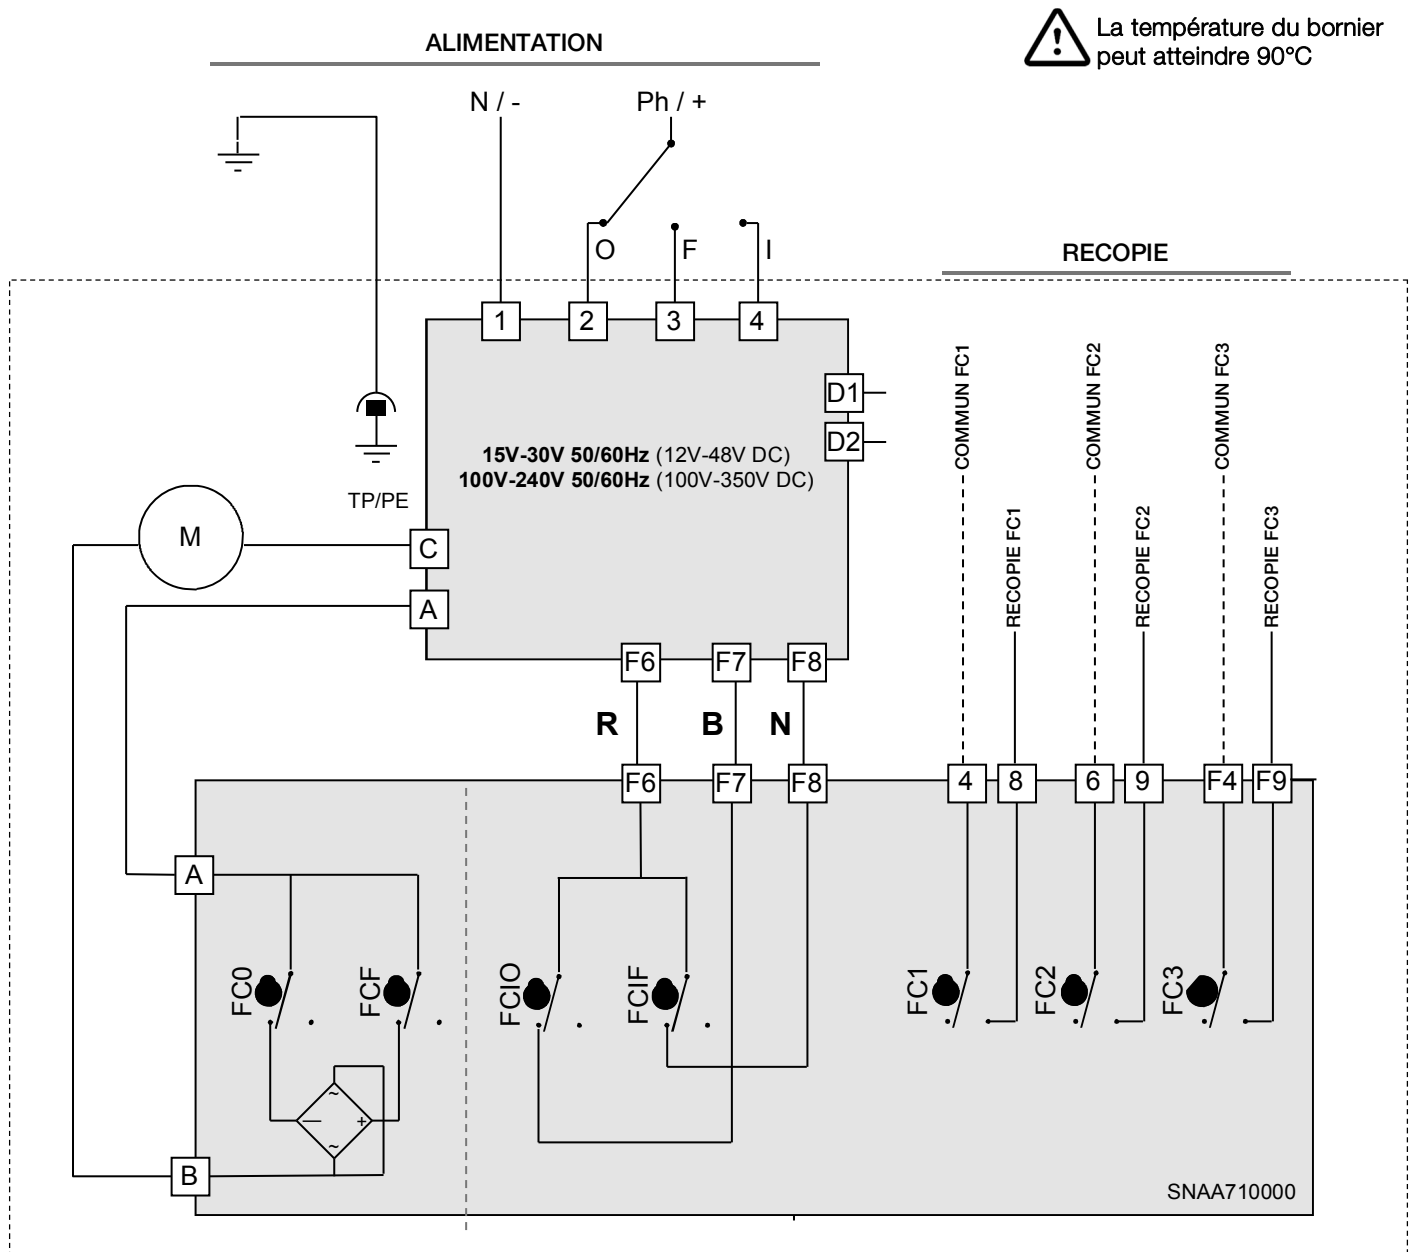 La température du bornier
peut atteindre 90°C
ALIMENTATION
N / -
Ph / +
O
F
I
RECOPIE
1
2
3
4
D1
D2
15V-30V 50/60Hz (12V-48V DC)
100V-240V 50/60Hz (100V-350V DC)
TP/PE
M
C
A
F6
F7
F8
R
B
N
COMMUN FC1
RECOPIE FC1
COMMUN FC2
RECOPIE FC2
COMMUN FC3
RECOPIE FC3
F6
F7
F8
4
8
6
9
F4
F9
A
FC0
FCF
FCIO
FCIF
FC1
FC2
FC3
~
— +
~
B
SNAA710000